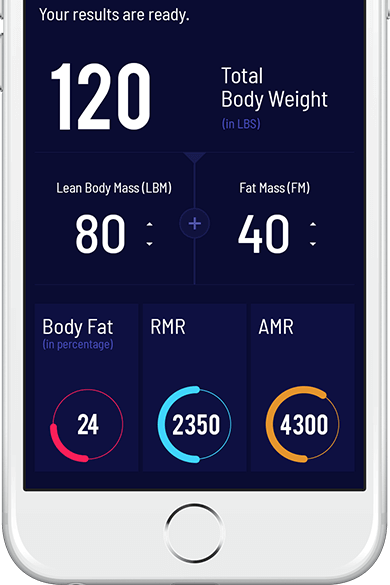 Your results are ready.
120
Total
Body Weight
(in LBS)
Lean Body Mass (LBM)
Fat Mass (FM)
80
+
40
Body Fat
(in percentage)
RMR
AMR
24
2350
4300